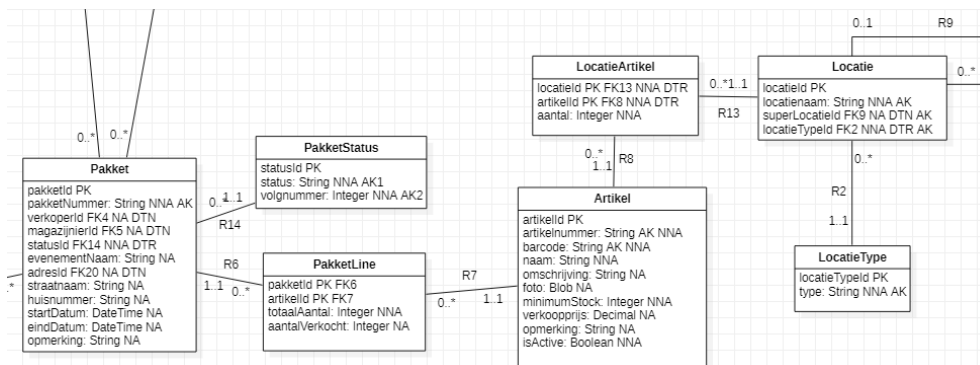 0..1
R9
LocatieArtikel
locatieId PK FK13 NNA DTR
artikelId PK FK8 NNA DTR
aantal: Integer NNA
0..*
1..1
R13
Locatie
locatieId PK
locatienaam: String NNA AK
superLocatieId FK9 NA DTN AK
locatieTypeId FK2 NNA DTR AK
0..*
0..*
0..*
PakketStatus
statusId PK
status: String NNA AK1
volgnummer: Integer NNA AK2
0..*
1..1
R8
0..*
Pakket
pakketId PK
pakketNummer: String NNA AK
verkoperId FK4 NA DTN
magazijnierId FK5 NA DTN
statusId FK14 NNA DTR
evenementNaam: String NA
adresId FK20 NA DTN
straatnaam: String NA
huisnummer: String NA
startDatum: DateTime NA
eindDatum: DateTime NA
opmerking: String NA
0..*
1..1
R14
Artikel
artikelId PK
artikelnummer: String AK NNA
barcode: String AK NNA
naam: String NNA
omschrijving: String NA
foto: Blob NA
minimumStock: Integer NNA
verkoopprijs: Decimal NA
opmerking: String NA
isActive: Boolean NNA
R2
1..1
R6
1..1
0..*
PakketLine
pakketId PK FK6
artikelId PK FK7
totaalAantal: Integer NNA
aantalVerkocht: Integer NA
R7
0..*
1..1
LocatieType
locatieTypeId PK
type: String NNA AK
.*